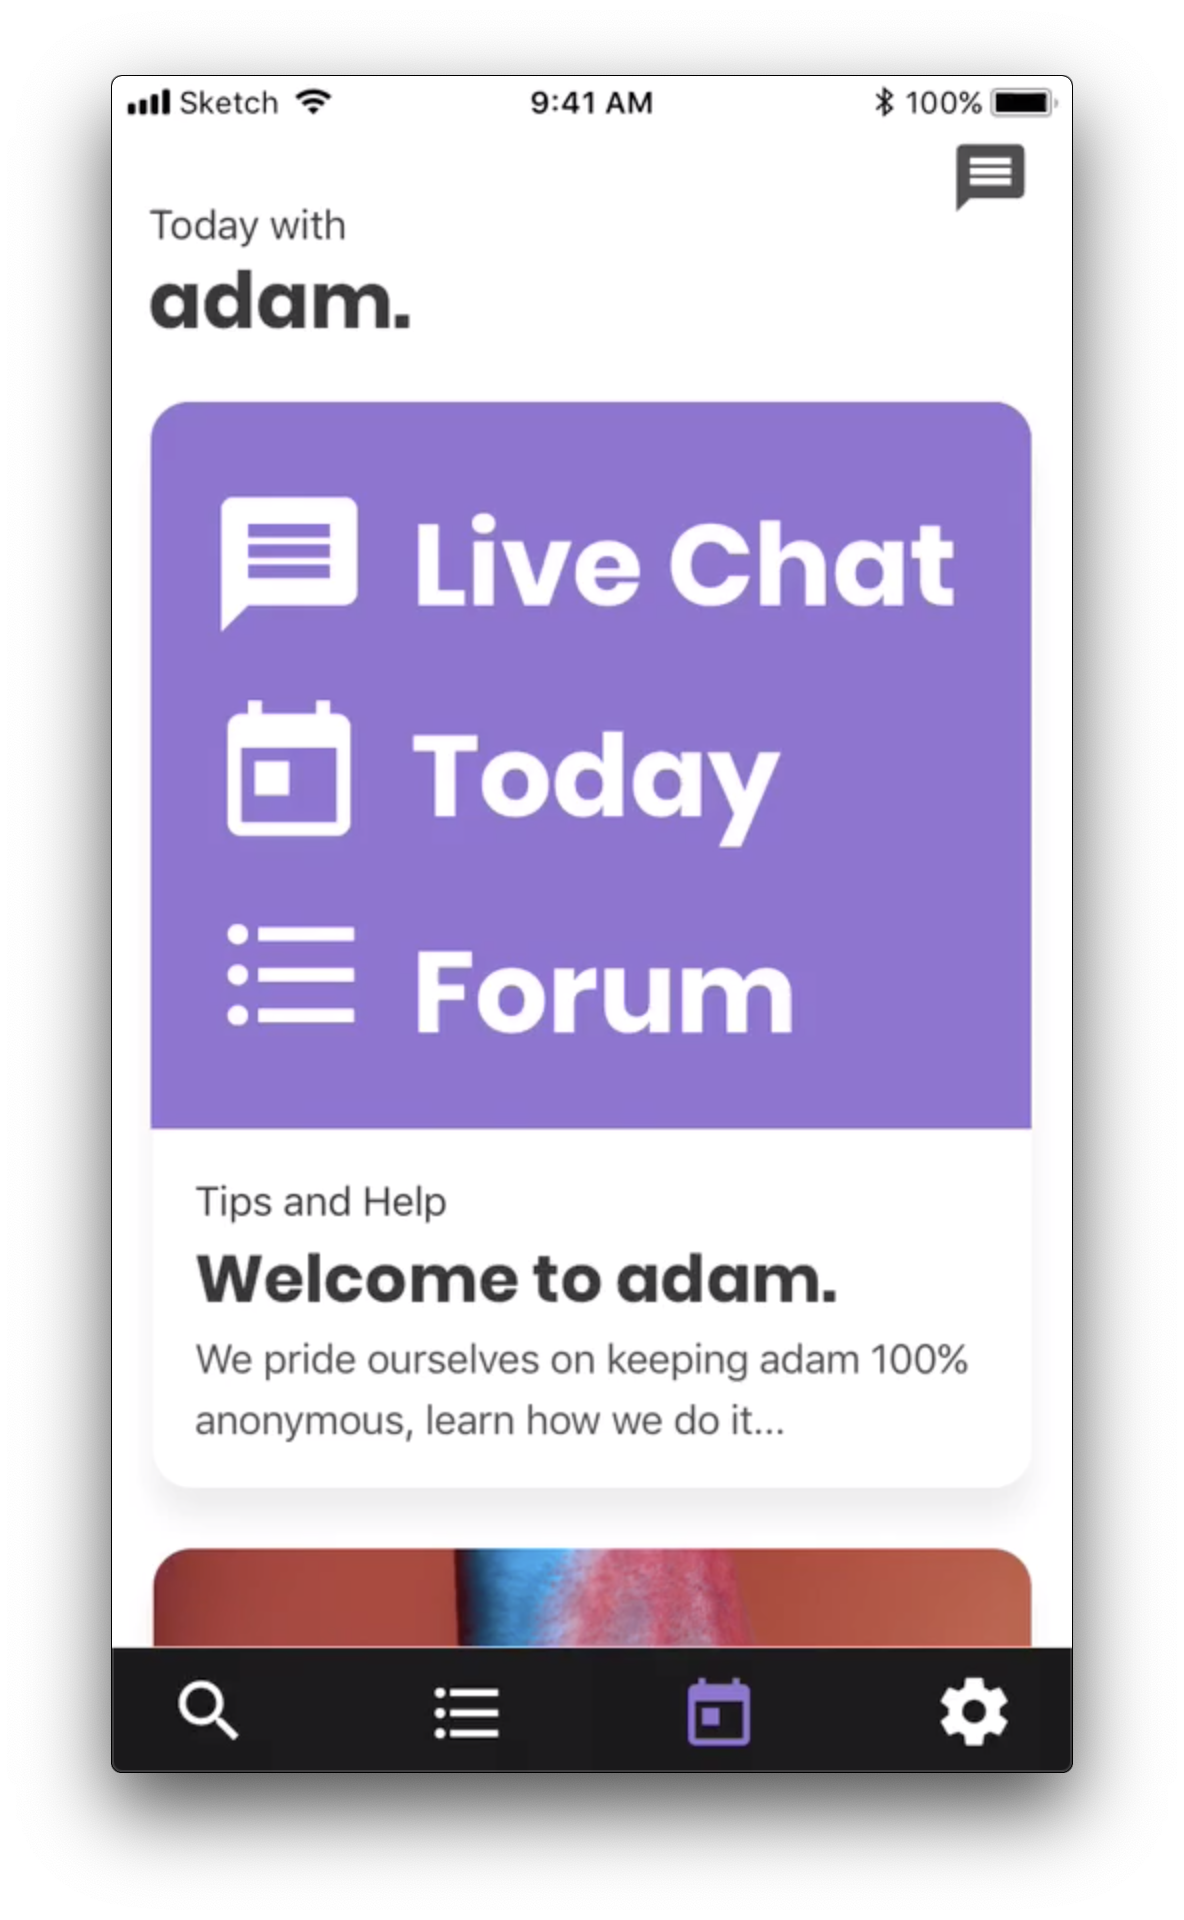 Sketch 9:41 AM 100%
Today with
adam.
Live Chat
Today
Forum
Tips and Help
Welcome to adam.
We pride ourselves on keeping adam 100%
anonymous, learn how we do it...